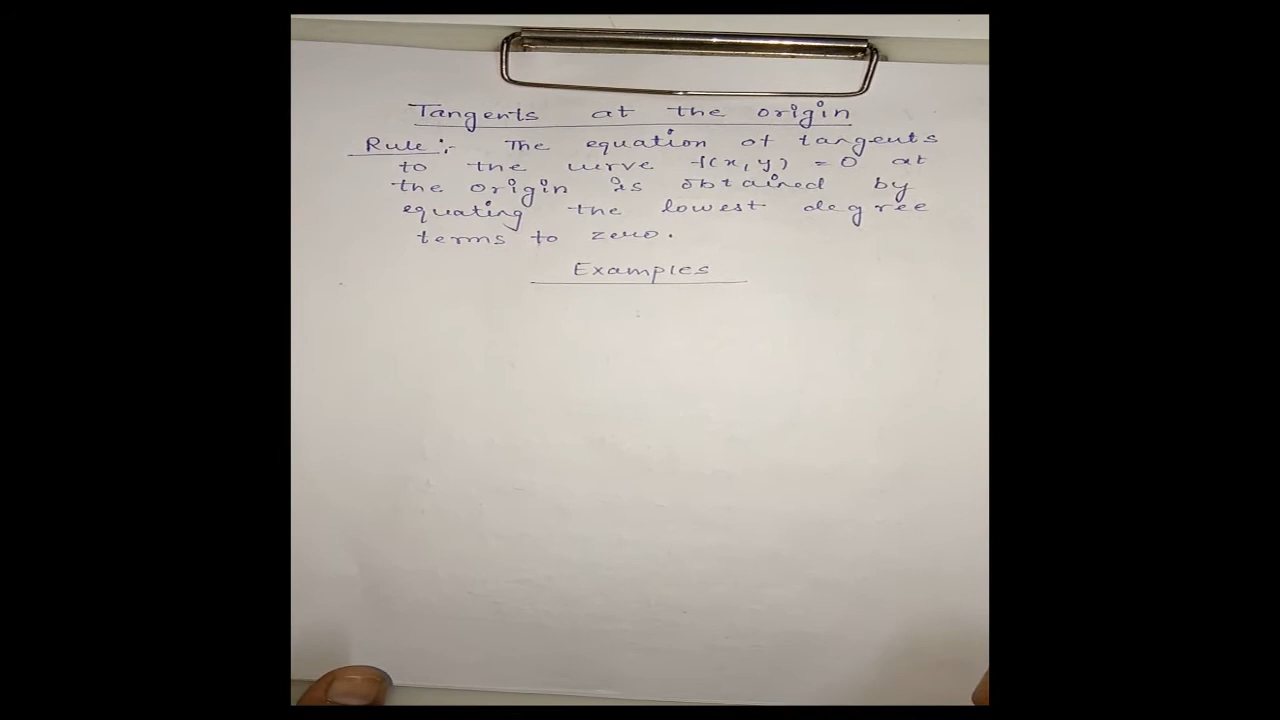 Tangents at the origin
Rule:- The equation of tangents
to the curve f(x,y) = 0 at
the origin is obtained by
equating the lowest degree
terms to zero.
Examples